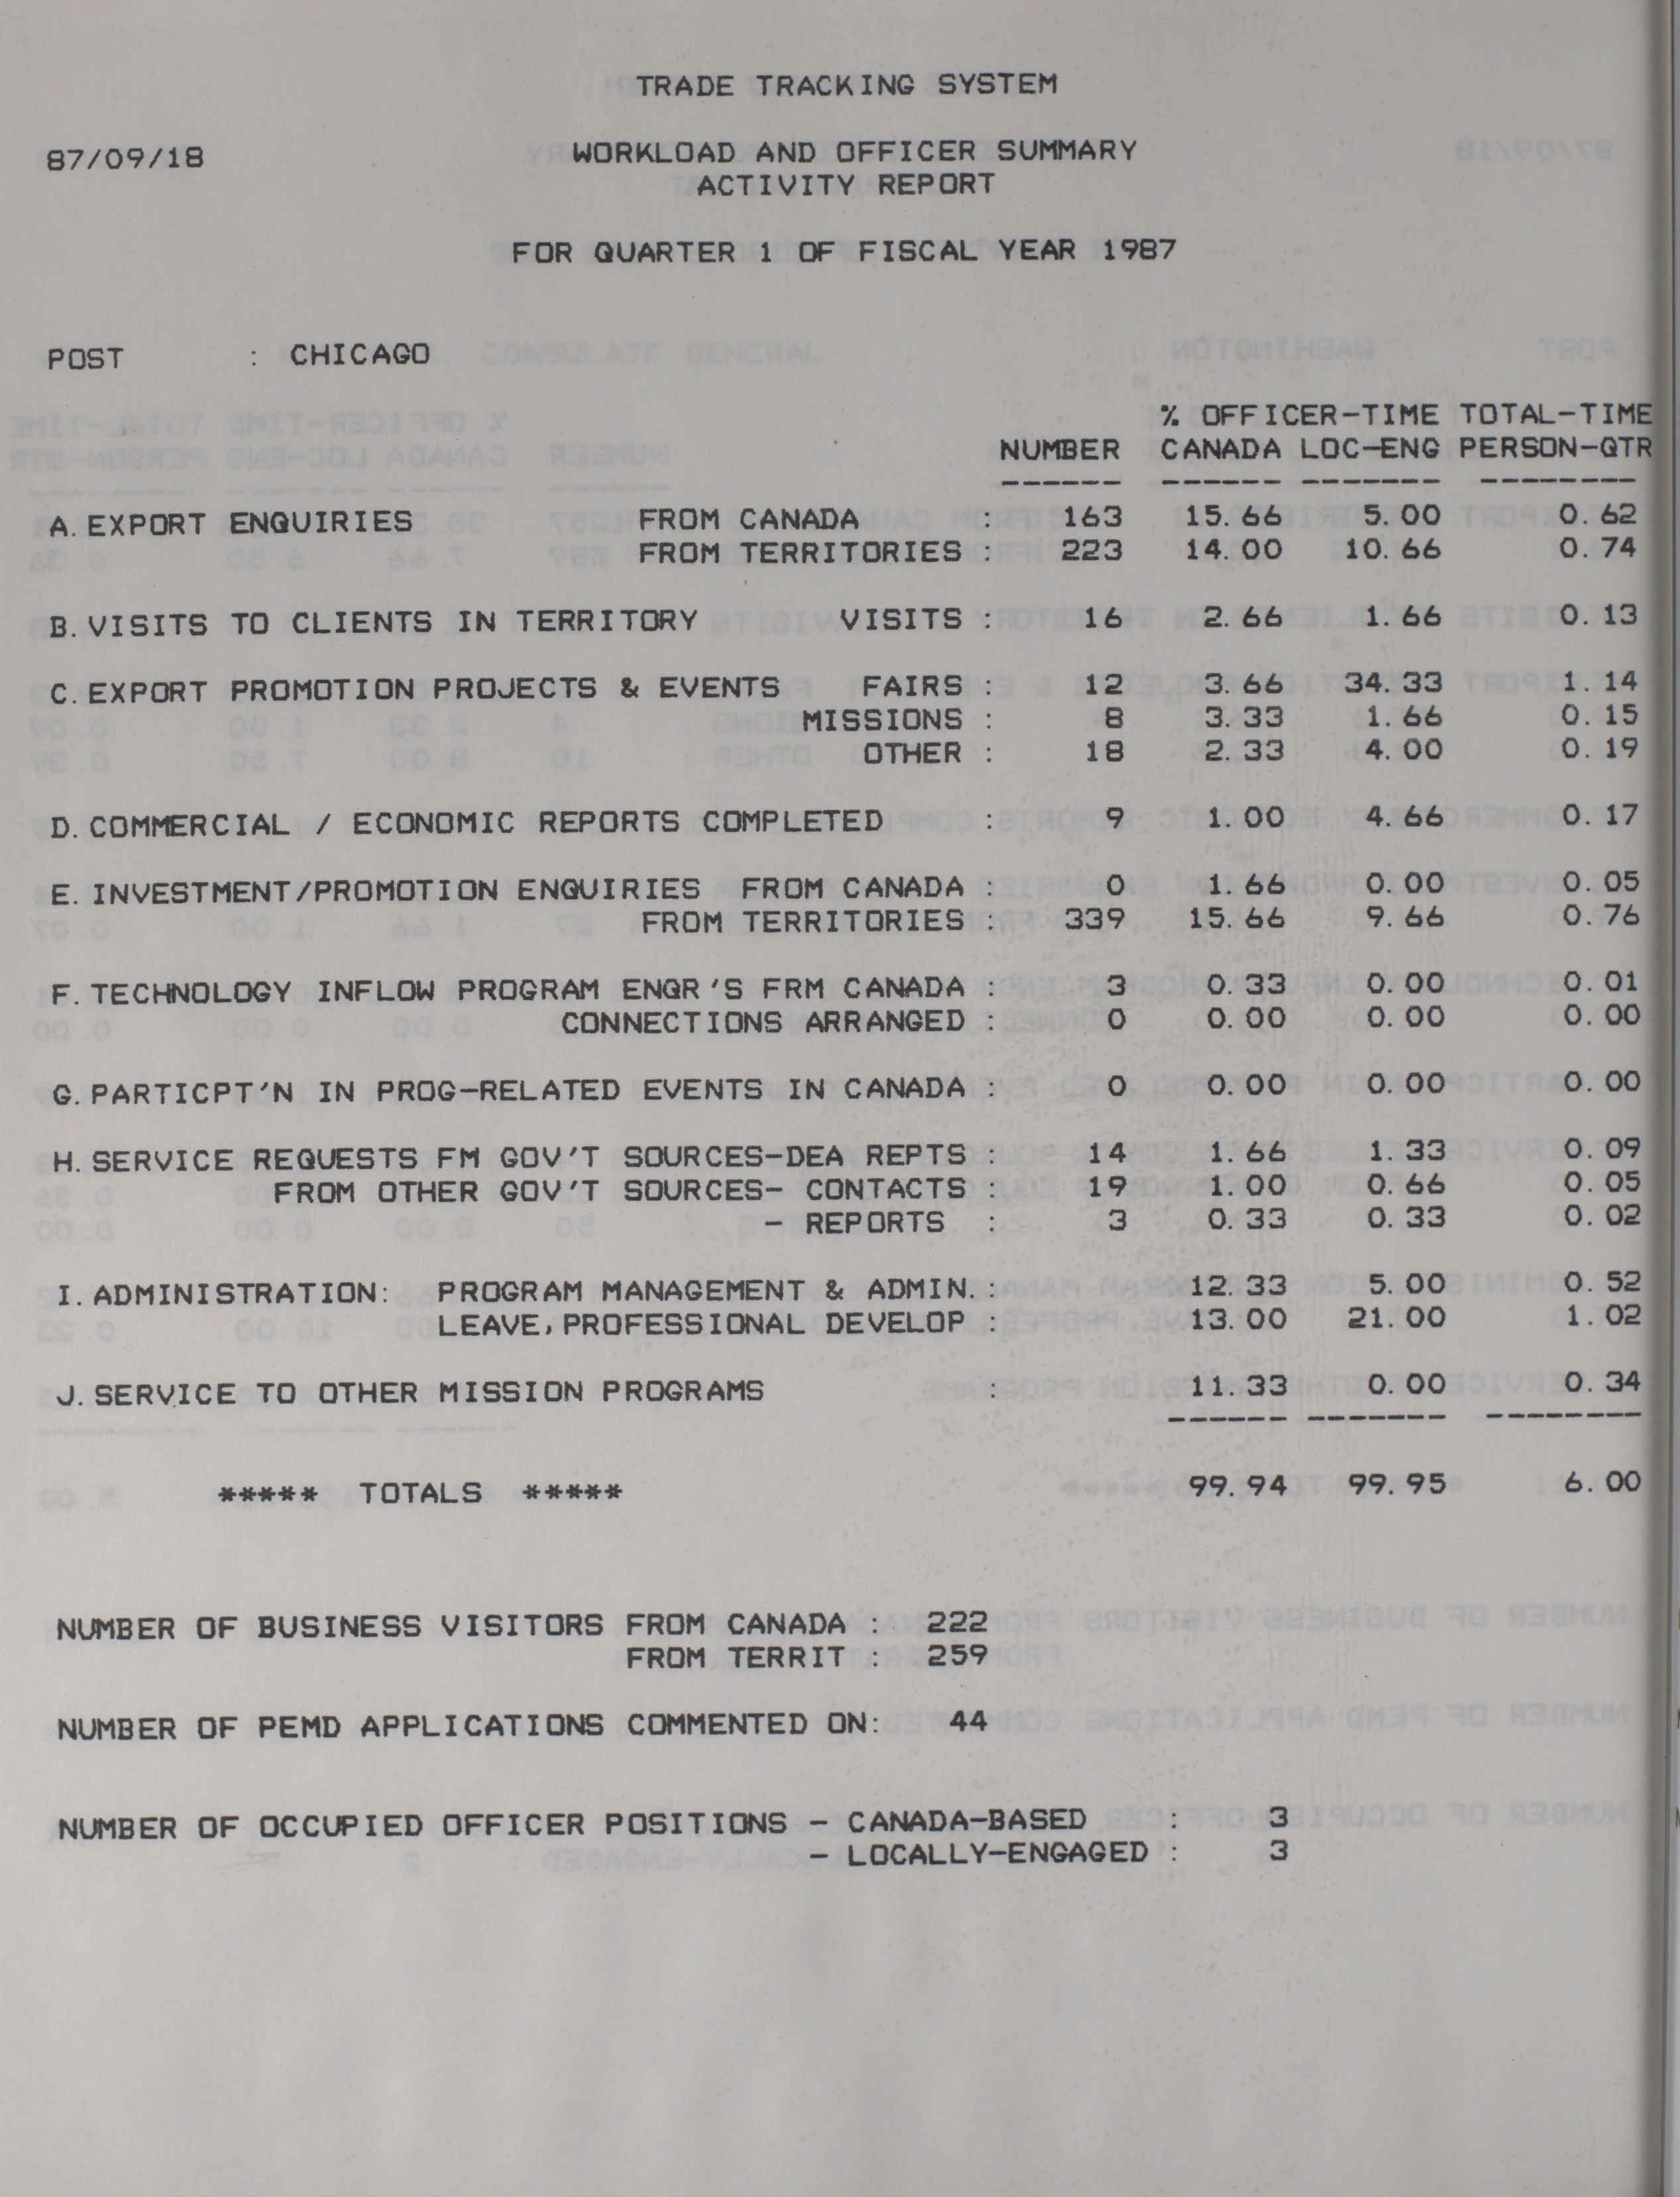 TRADE TRACKING SYSTEM
87/09/18 WORKLOAD AND OFFICER SUMMARY
ACTIVITY REPORT
FOR QUARTER 1 OF FISCAL YEAR 1987
POST : CHICAGO
% OFFICER-TIME TOTAL-TIME
NUMBER CANADA LOC-ENG PERSON-QTR
------ ------ ------- --------
A. EXPORT ENQUIRIES FROM CANADA : 163 15.66 5.00 0.62
FROM TERRITORIES : 223 14.00 10.66 0.74
B. VISITS TO CLIENTS IN TERRITORY VISITS : 16 2.66 1.66 0.13
C. EXPORT PROMOTION PROJECTS & EVENTS FAIRS : 12 3.66 34.33 1.14
MISSIONS : 8 3.33 1.66 0.15
OTHER : 18 2.33 4.00 0.19
D. COMMERCIAL / ECONOMIC REPORTS COMPLETED : 9 1.00 4.66 0.17
E. INVESTMENT/PROMOTION ENQUIRIES FROM CANADA : 0 1.66 0.00 0.05
FROM TERRITORIES : 339 15.66 9.66 0.76
F. TECHNOLOGY INFLOW PROGRAM ENQR'S FRM CANADA : 3 0.33 0.00 0.01
CONNECTIONS ARRANGED : 0 0.00 0.00 0.00
G. PARTICPT'N IN PROG-RELATED EVENTS IN CANADA : 0 0.00 0.00 0.00
H. SERVICE REQUESTS FM GOV'T SOURCES-DEA REPTS : 14 1.66 1.33 0.09
FROM OTHER GOV'T SOURCES- CONTACTS : 19 1.00 0.66 0.05
- REPORTS : 3 0.33 0.33 0.02
I. ADMINISTRATION: PROGRAM MANAGEMENT & ADMIN. : 12.33 5.00 0.52
LEAVE, PROFESSIONAL DEVELOP : 13.00 21.00 1.02
J. SERVICE TO OTHER MISSION PROGRAMS : 11.33 0.00 0.34
------ ------- --------
***** TOTALS ***** 99.94 99.95 6.00
NUMBER OF BUSINESS VISITORS FROM CANADA : 222
FROM TERRIT : 259
NUMBER OF PEMD APPLICATIONS COMMENTED ON: 44
NUMBER OF OCCUPIED OFFICER POSITIONS - CANADA-BASED : 3
- LOCALLY-ENGAGED : 3